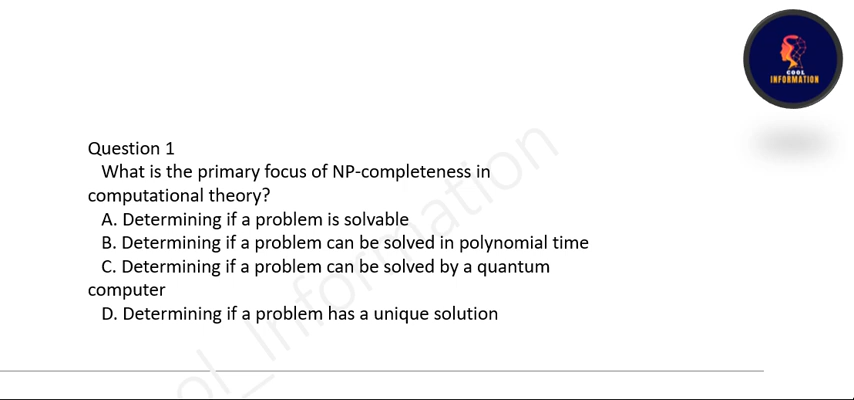 COOL
INFORMATION
Question 1
What is the primary focus of NP-completeness in
computational theory?
A. Determining if a problem is solvable
B. Determining if a problem can be solved in polynomial time
C. Determining if a problem can be solved by a quantum
computer
D. Determining if a problem has a unique solution
ol_Information